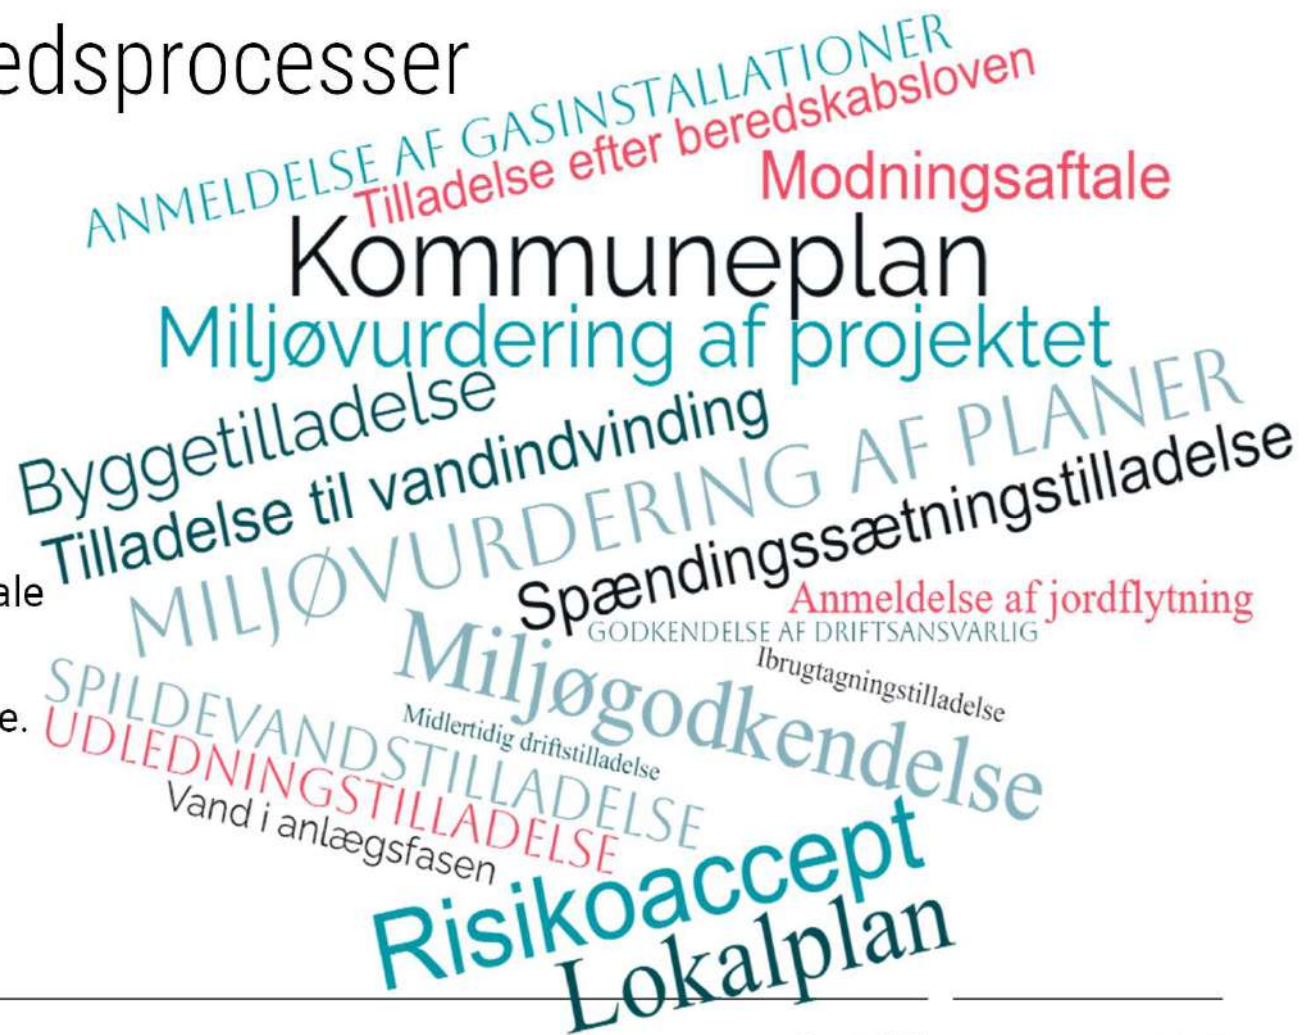 edsprocesser
ANMELDELSE AF GASINSTALLATIONER
Tilladelse efter beredskabsloven
Modningsaftale
Kommuneplan
Miljøvurdering af projektet
Byggetilladelse
Tilladelse til vandindvinding
MILJØVURDERING AF PLANER
Spændingssætningstilladelse
ale
Anmeldelse af jordflytning
GODKENDELSE AF DRIFTSANSVARLIG
Ibrugtagningstilladelse
Miljøgodkendelse
Midlertidig driftstilladelse
SPILDEVANDSTILLADELSE
e.
UDLEDNINGSTILLADELSE
Vand i anlægsfasen
Risikoaccept
Lokalplan